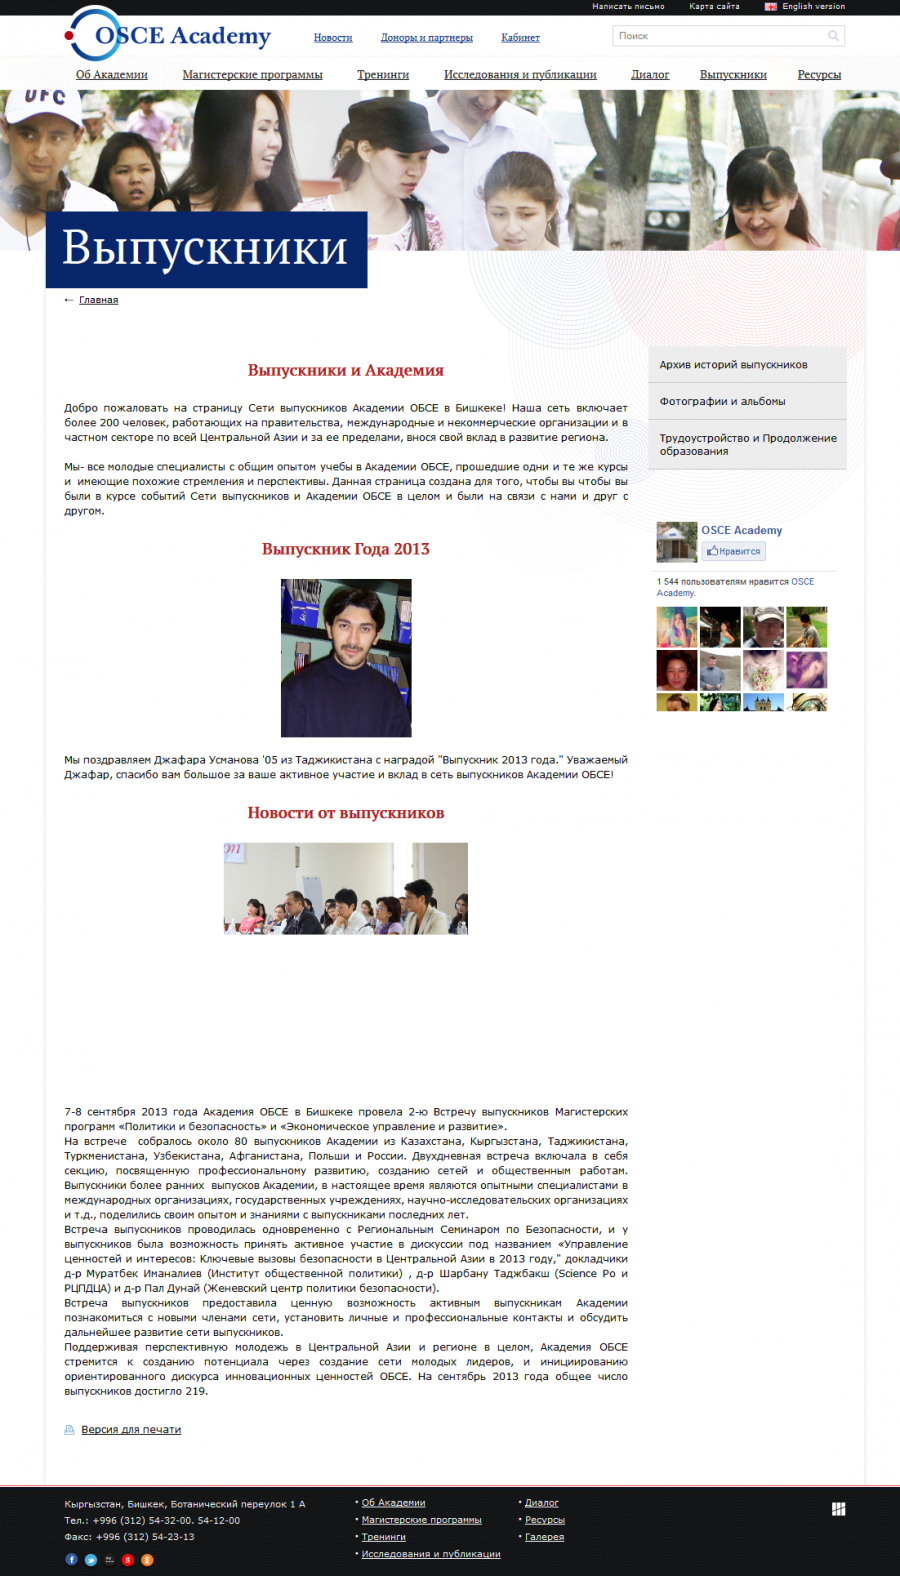 Написать письмо Карта сайта English version
OSCE Academy
Новости Доноры и партнеры Кабинет
Поиск
Об Академии Магистерские программы Тренинги Исследования и публикации Диалог Выпускники Ресурсы
UFC
Выпускники
← Главная
Выпускники и Академия
Добро пожаловать на страницу Сети выпускников Академии ОБСЕ в Бишкеке! Наша сеть включает
более 200 человек, работающих на правительства, международные и некоммерческие организации и в
частном секторе по всей Центральной Азии и за ее пределами, внося свой вклад в развитие региона.
Мы- все молодые специалисты с общим опытом учебы в Академии ОБСЕ, прошедшие одни и те же курсы
и имеющие похожие стремления и перспективы. Данная страница создана для того, чтобы вы чтобы вы
были в курсе событий Сети выпускников и Академии ОБСЕ в целом и были на связи с нами и друг с
другом.
Выпускник Года 2013
Мы поздравляем Джафара Усманова '05 из Таджикистана с наградой "Выпускник 2013 года." Уважаемый
Джафар, спасибо вам большое за ваше активное участие и вклад в сеть выпускников Академии ОБСЕ!
Новости от выпускников
7-8 сентября 2013 года Академия ОБСЕ в Бишкеке провела 2-ю Встречу выпускников Магистерских
программ «Политики и безопасность» и «Экономическое управление и развитие».
На встрече собралось около 80 выпускников Академии из Казахстана, Кыргызстана, Таджикистана,
Туркменистана, Узбекистана, Афганистана, Польши и России. Двухдневная встреча включала в себя
секцию, посвященную профессиональному развитию, созданию сетей и общественным работам.
Выпускники более ранних выпусков Академии, в настоящее время являются опытными специалистами в
международных организациях, государственных учреждениях, научно-исследовательских организациях
и т.д., поделились своим опытом и знаниями с выпускниками последних лет.
Встреча выпускников проводилась одновременно с Региональным Семинаром по Безопасности, и у
выпускников была возможность принять активное участие в дискуссии под названием «Управление
ценностей и интересов: Ключевые вызовы безопасности в Центральной Азии в 2013 году," докладчики
д-р Муратбек Иманалиев (Институт общественной политики) , д-р Шарбану Таджбакш (Science Po и
РЦПДЦА) и д-р Пал Дунай (Женевский центр политики безопасности).
Встреча выпускников предоставила ценную возможность активным выпускникам Академии
познакомиться с новыми членами сети, установить личные и профессиональные контакты и обсудить
дальнейшее развитие сети выпускников.
Поддерживая перспективную молодежь в Центральной Азии и регионе в целом, Академия ОБСЕ
стремится к созданию потенциала через создание сети молодых лидеров, и инициированию
ориентированного дискурса инновационных ценностей ОБСЕ. На сентябрь 2013 года общее число
выпускников достигло 219.
Версия для печати
Архив историй выпускников
Фотографии и альбомы
Трудоустройство и Продолжение
образования
OSCE Academy
Нравится
1 544 пользователям нравится OSCE
Academy.
Кыргызстан, Бишкек, Ботанический переулок 1 А
Тел.: +996 (312) 54-32-00. 54-12-00
Факс: +996 (312) 54-23-13
• Об Академии
• Магистерские программы
• Тренинги
• Исследования и публикации
• Диалог
• Ресурсы
• Галерея